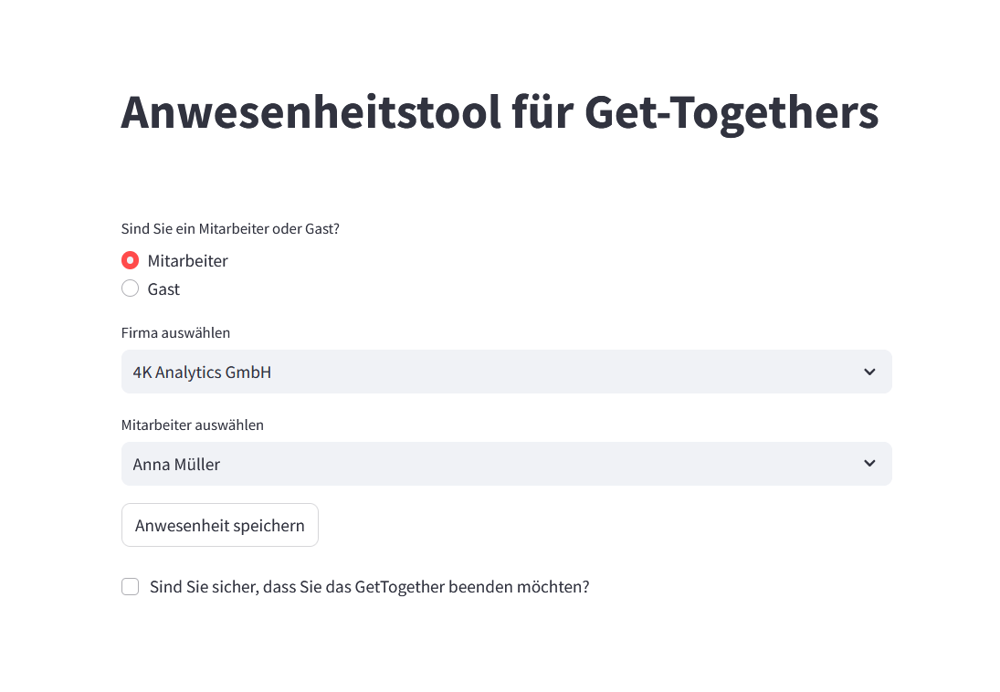 Anwesenheitstool für Get-Togethers
Sind Sie ein Mitarbeiter oder Gast?
Mitarbeiter
Gast
Firma auswählen
4K Analytics GmbH
Mitarbeiter auswählen
Anna Müller
Anwesenheit speichern
Sind Sie sicher, dass Sie das GetTogether beenden möchten?